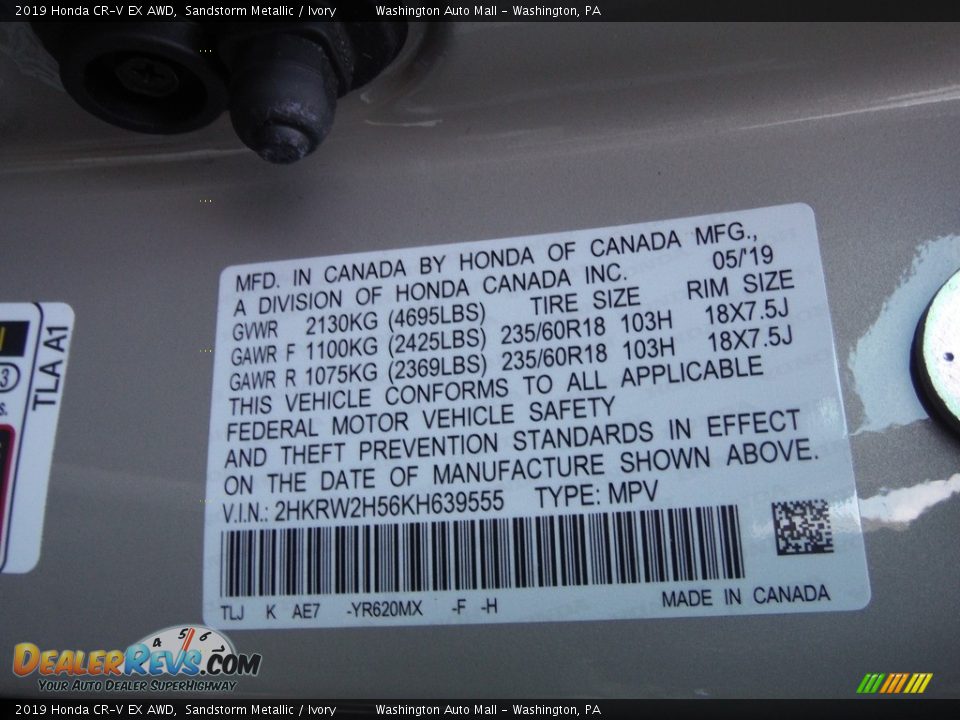 2019 Honda CR-V EX AWD, Sandstorm Metallic / Ivory Washington Auto Mall - Washington, PA
MFD. IN CANADA BY HONDA OF CANADA MFG.,
A DIVISION OF HONDA CANADA INC. 05/'19
GVWR 2130KG (4695LBS) TIRE SIZE RIM SIZE
GAWR F 1100KG (2425LBS) 235/60R18 103H 18X7.5J
GAWR R 1075KG (2369LBS) 235/60R18 103H 18X7.5J
THIS VEHICLE CONFORMS TO ALL APPLICABLE
FEDERAL MOTOR VEHICLE SAFETY
AND THEFT PREVENTION STANDARDS IN EFFECT
ON THE DATE OF MANUFACTURE SHOWN ABOVE.
V.I.N.: 2HKRW2H56KH639555 TYPE: MPV
TLJ K AE7 -YR620MX -F -H MADE IN CANADA
TLA A1
3
s.
4 5 6 7
DEALERREVS.COM
YOUR AUTO DEALER SUPERHIGHWAY
2019 Honda CR-V EX AWD, Sandstorm Metallic / Ivory Washington Auto Mall - Washington, PA